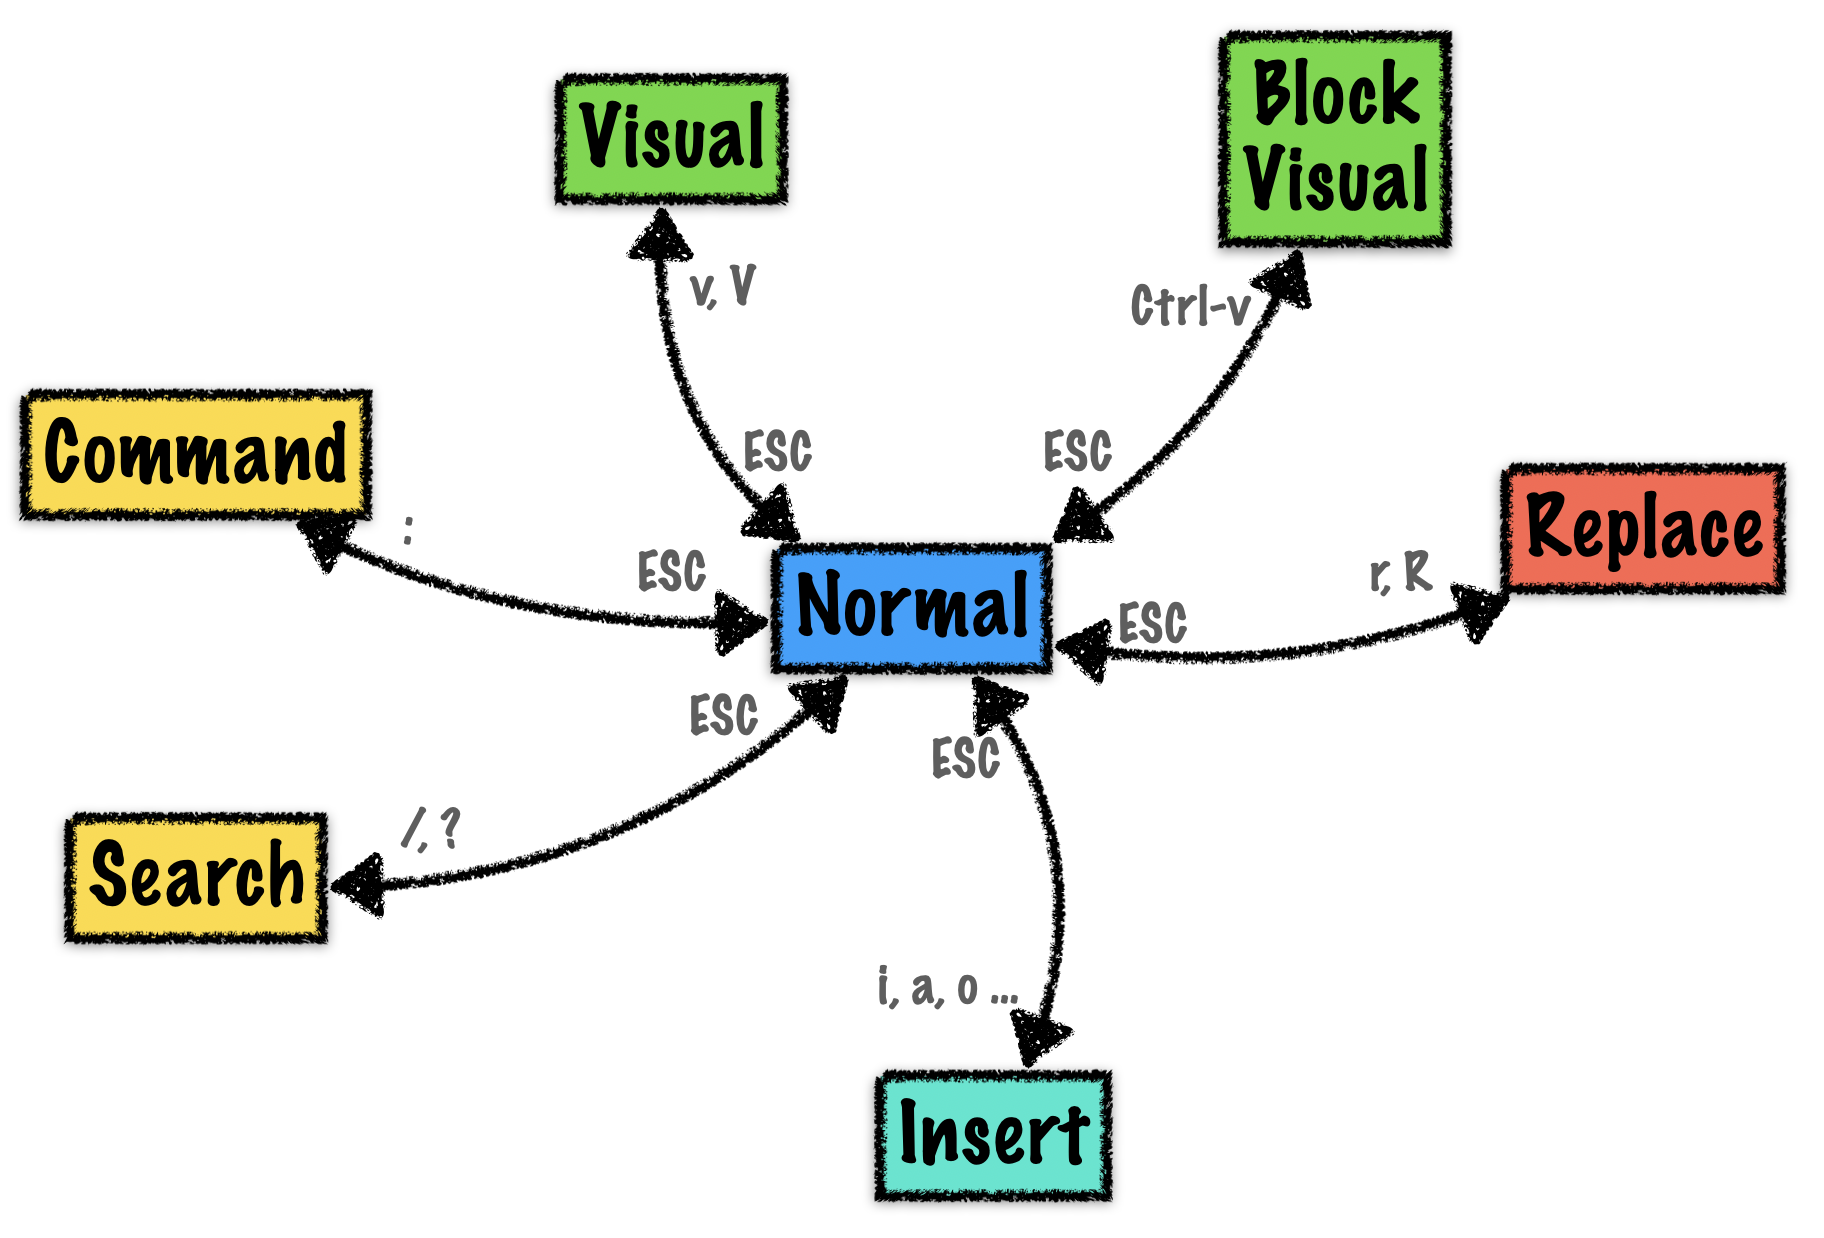 Block
Visual
Visual
v, V
Ctrl-v
Command
ESC
ESC
Replace
:
ESC
r, R
Normal
ESC
ESC
ESC
/, ?
Search
i, a, o ...
Insert